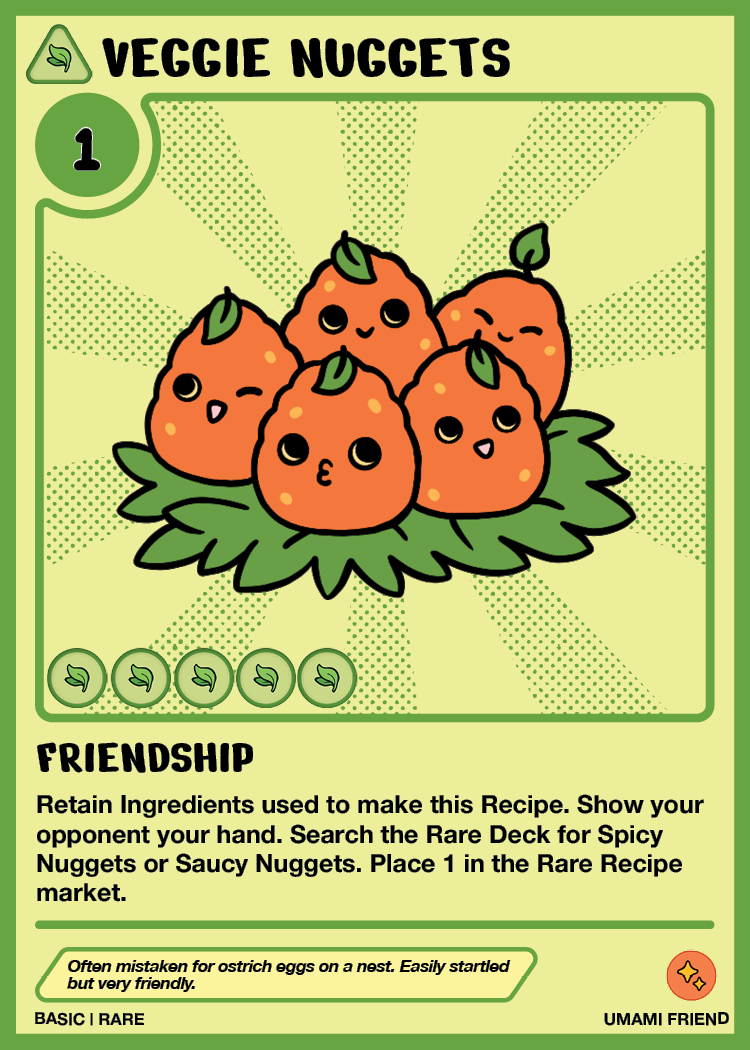 VEGGIE NUGGETS
1
FRIENDSHIP
Retain Ingredients used to make this Recipe. Show your
opponent your hand. Search the Rare Deck for Spicy
Nuggets or Saucy Nuggets. Place 1 in the Rare Recipe
market.
Often mistaken for ostrich eggs on a nest. Easily startled
but very friendly.
BASIC | RARE
UMAMI FRIEND